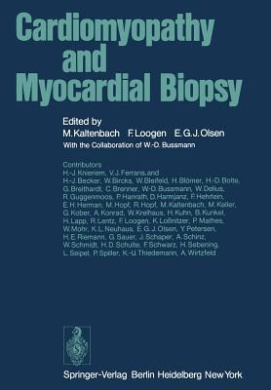 Cardiomyopathy
and
Myocardial Biopsy
Edited by
M. Kaltenbach F. Loogen E. G. J. Olsen
With the Collaboration of W.-D. Bussmann
Contributors
H.-J. Knieriem, V. J. Ferrans, and
H.-J. Becker, W. Bircks, W. Bleifeld, H. Blömer, H.-D. Bolte,
G. Breithardt, C. Brenner, W.-D. Bussmann, W. Delius,
R. Guggenmoos, P. Hanrath, D. Harmjanz, F. Hehrlein,
E. H. Herman, M. Hopf, R. Hopf, M. Kaltenbach, M. Keller,
G. Kober, A. Konrad, W. Kreihaus, H. Kuhn, B. Kunkel,
H. Lapp, R. Lentz, F. Loogen, K. Loßnitzer, P. Mathes,
W. Mohr, K.-L. Neuhaus, E. G. J. Olsen, Y. Petersen,
H. E. Riemann, G. Sauer, J. Schaper, A. Schinz,
W. Schmidt, H. D. Schulte, F. Schwarz, H. Sebening,
L. Seipel, P. Spiller, K.-U. Thiedemann, A. Wirtzfeld
Springer-Verlag Berlin Heidelberg New York